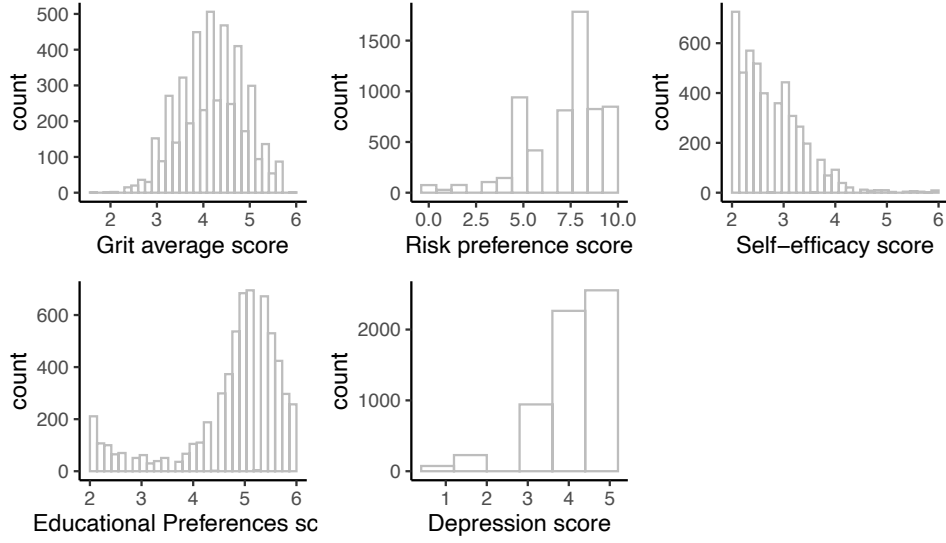 500
400
300
200
100
0
count
2 3 4 5 6
Grit average score
1500
1000
500
0
count
0.0 2.5 5.0 7.5 10.0
Risk preference score
600
400
200
0
count
2 3 4 5 6
Self−efficacy score
600
400
200
0
count
2 3 4 5 6
Educational Preferences sc
2000
1000
0
count
1 2 3 4 5
Depression score